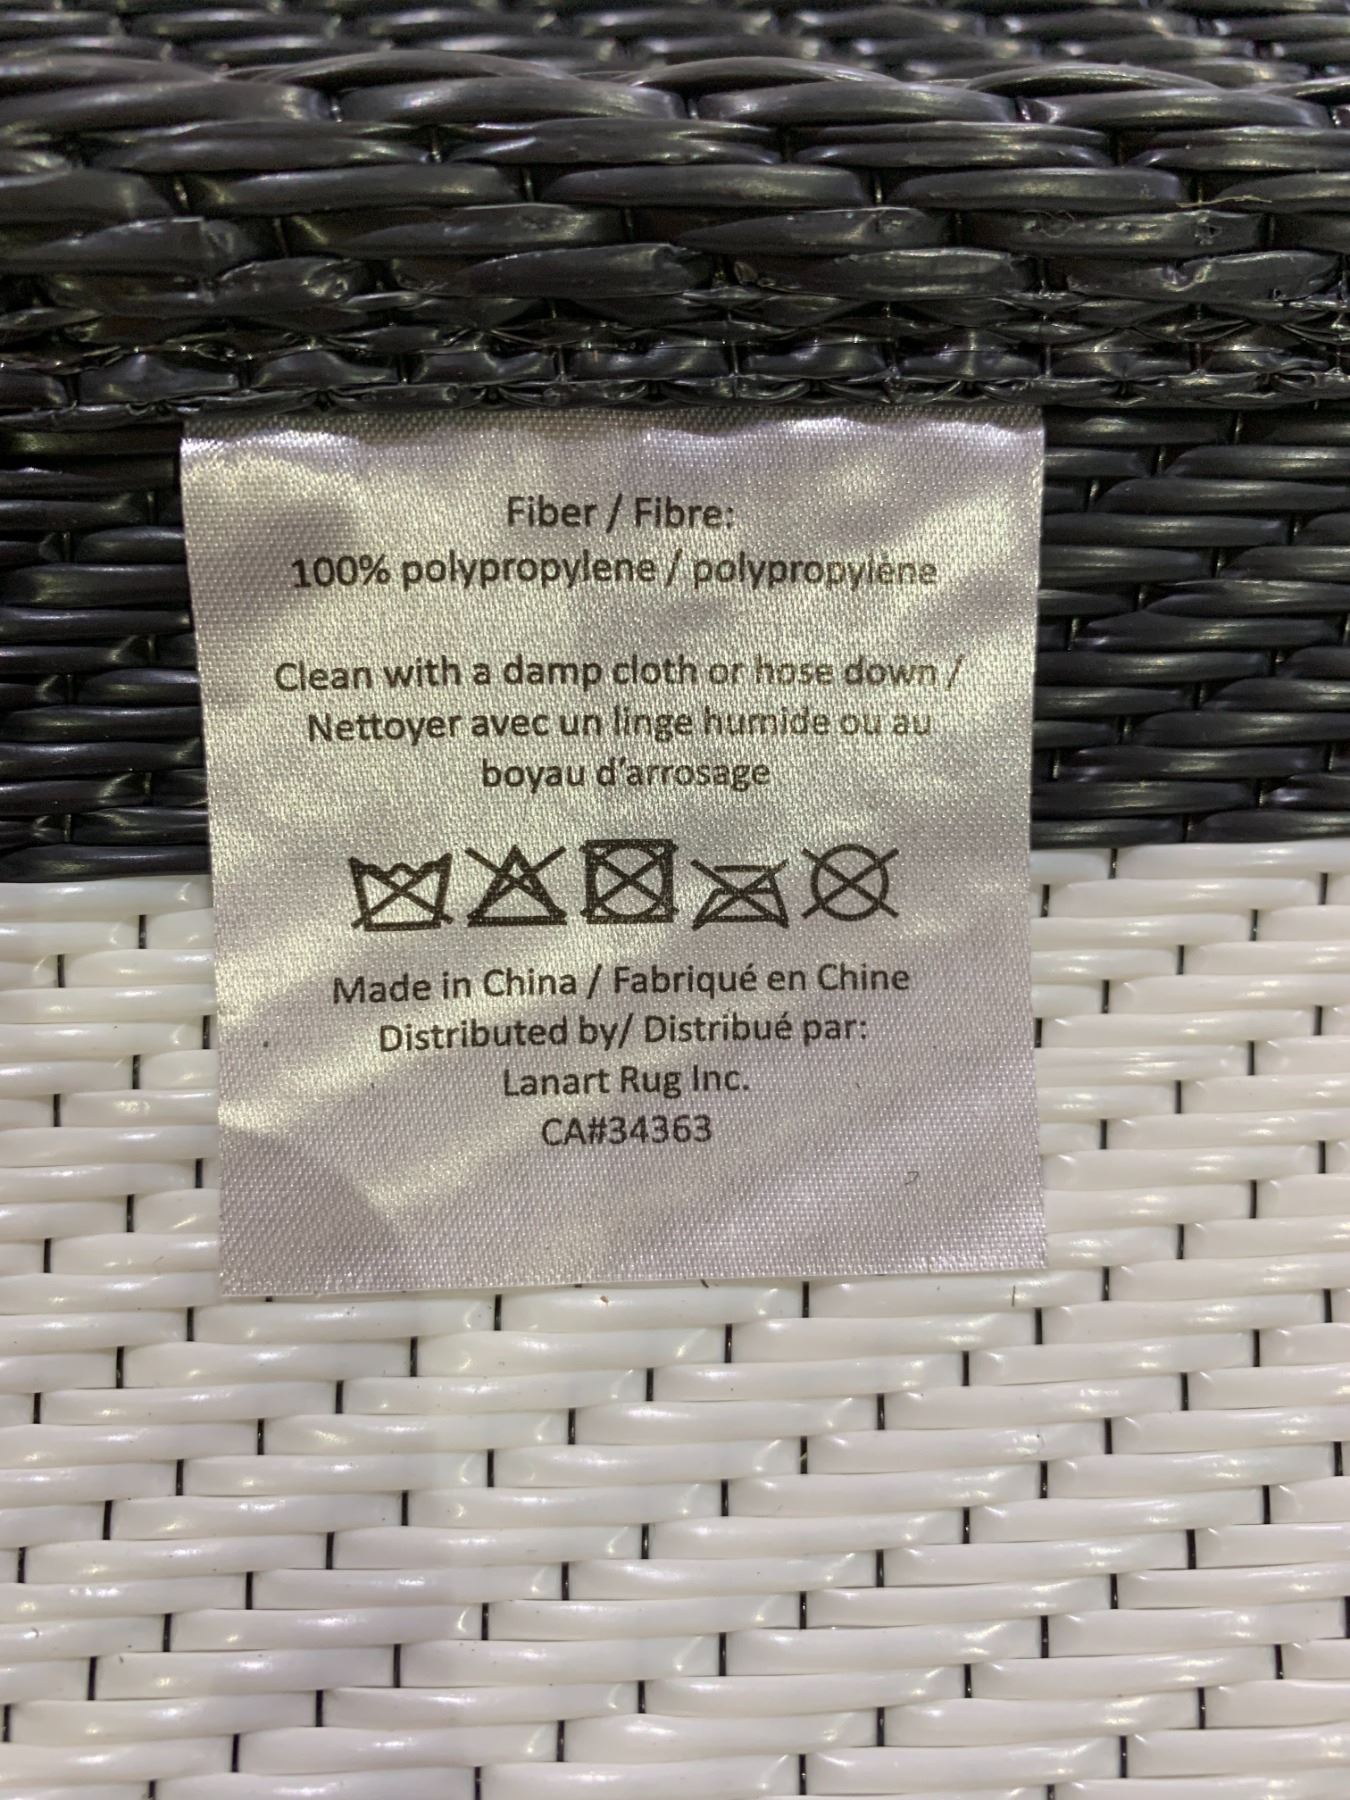 Fiber / Fibre:
100% polypropylene / polypropylène
Clean with a damp cloth or hose down /
Nettoyer avec un linge humide ou au
boyau d'arrosage
Made in China / Fabriqué en Chine
Distributed by/ Distribué par:
Lanart Rug Inc.
CA#34363